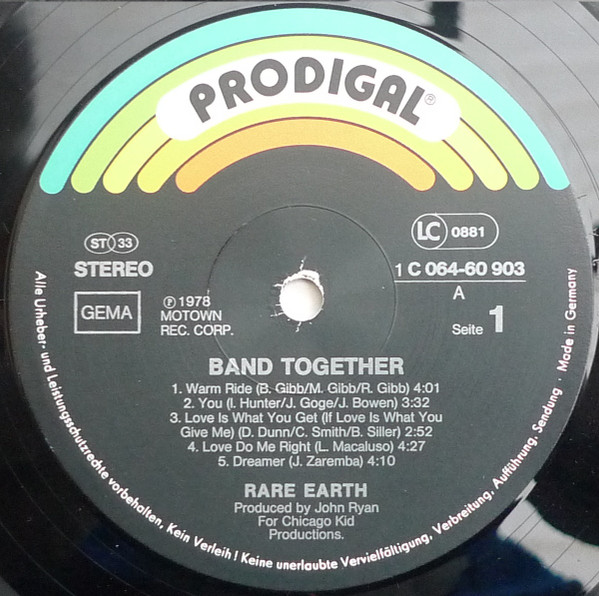 PRODIGAL®
ST 33
STEREO
GEMA
℗ 1978
MOTOWN
REC. CORP.
LC 0881
1 C 064-60 903
A
Seite 1
BAND TOGETHER
1. Warm Ride (B. Gibb/M. Gibb/R. Gibb) 4:01
2. You (I. Hunter/J. Goge/J. Bowen) 3:32
3. Love is What You Get (If Love Is What You
Give Me) (D. Dunn/C. Smith/B. Siller) 2:52
4. Love Do Me Right (L. Macaluso) 4:27
5. Dreamer (J. Zaremba) 4:10
RARE EARTH
Produced by John Ryan
For Chicago Kid
Productions.
Alle Urheber- und Leistungsschutzrechte vorbehalten. Kein Verleih! Keine unerlaubte Vervielfältigung, Verbreitung, Aufführung, Sendung · Made in Germany